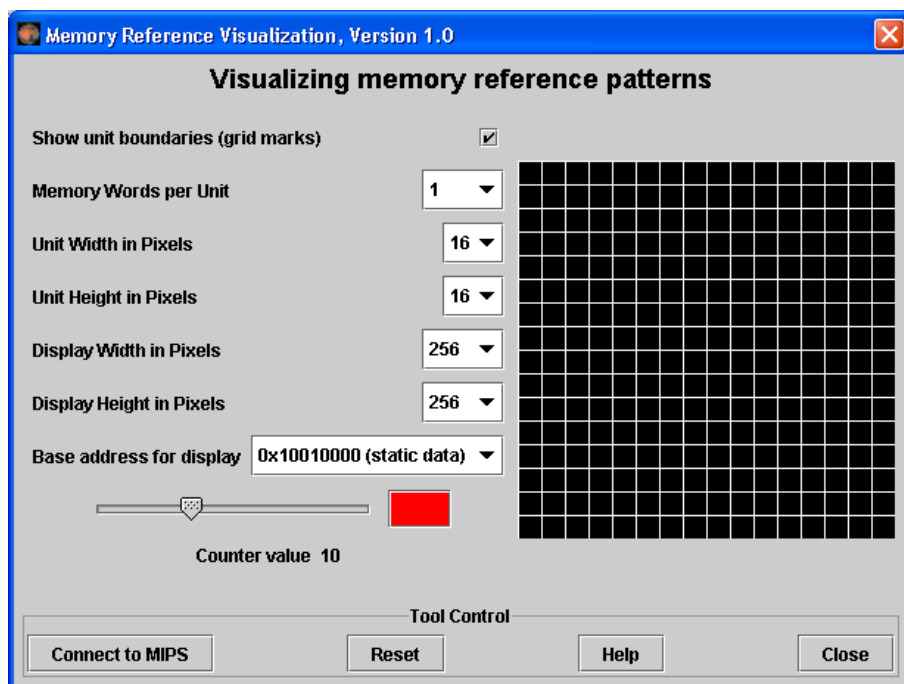 Memory Reference Visualization, Version 1.0
Visualizing memory reference patterns
Show unit boundaries (grid marks)
Memory Words per Unit 1
Unit Width in Pixels 16
Unit Height in Pixels 16
Display Width in Pixels 256
Display Height in Pixels 256
Base address for display 0x10010000 (static data)
Counter value 10
Tool Control
Connect to MIPS Reset Help Close